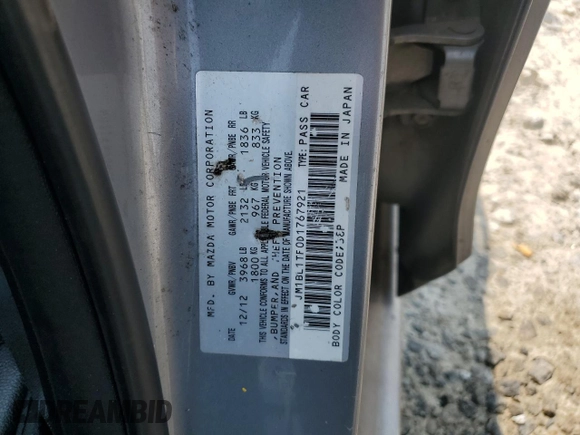 MFD. BY MAZDA MOTOR CORPORATION
DATE GVWR/PNBV GAWR/PNBE FRT GAWR/PNBE RR
12/12 3968 LB 2132 LB 1836 LB
1800 KG 967 KG 833 KG
THIS VEHICLE CONFORMS TO ALL APPLICABLE FEDERAL MOTOR VEHICLE SAFETY
, BUMPER, AND THEFT PREVENTION
STANDARDS IN EFFECT ON THE DATE OF MANUFACTURE SHOWN ABOVE.
JM1BL1TF0D1767921 TYPE: PASS CAR
BODY COLOR CODE/ MADE IN JAPAN
DREAMBID